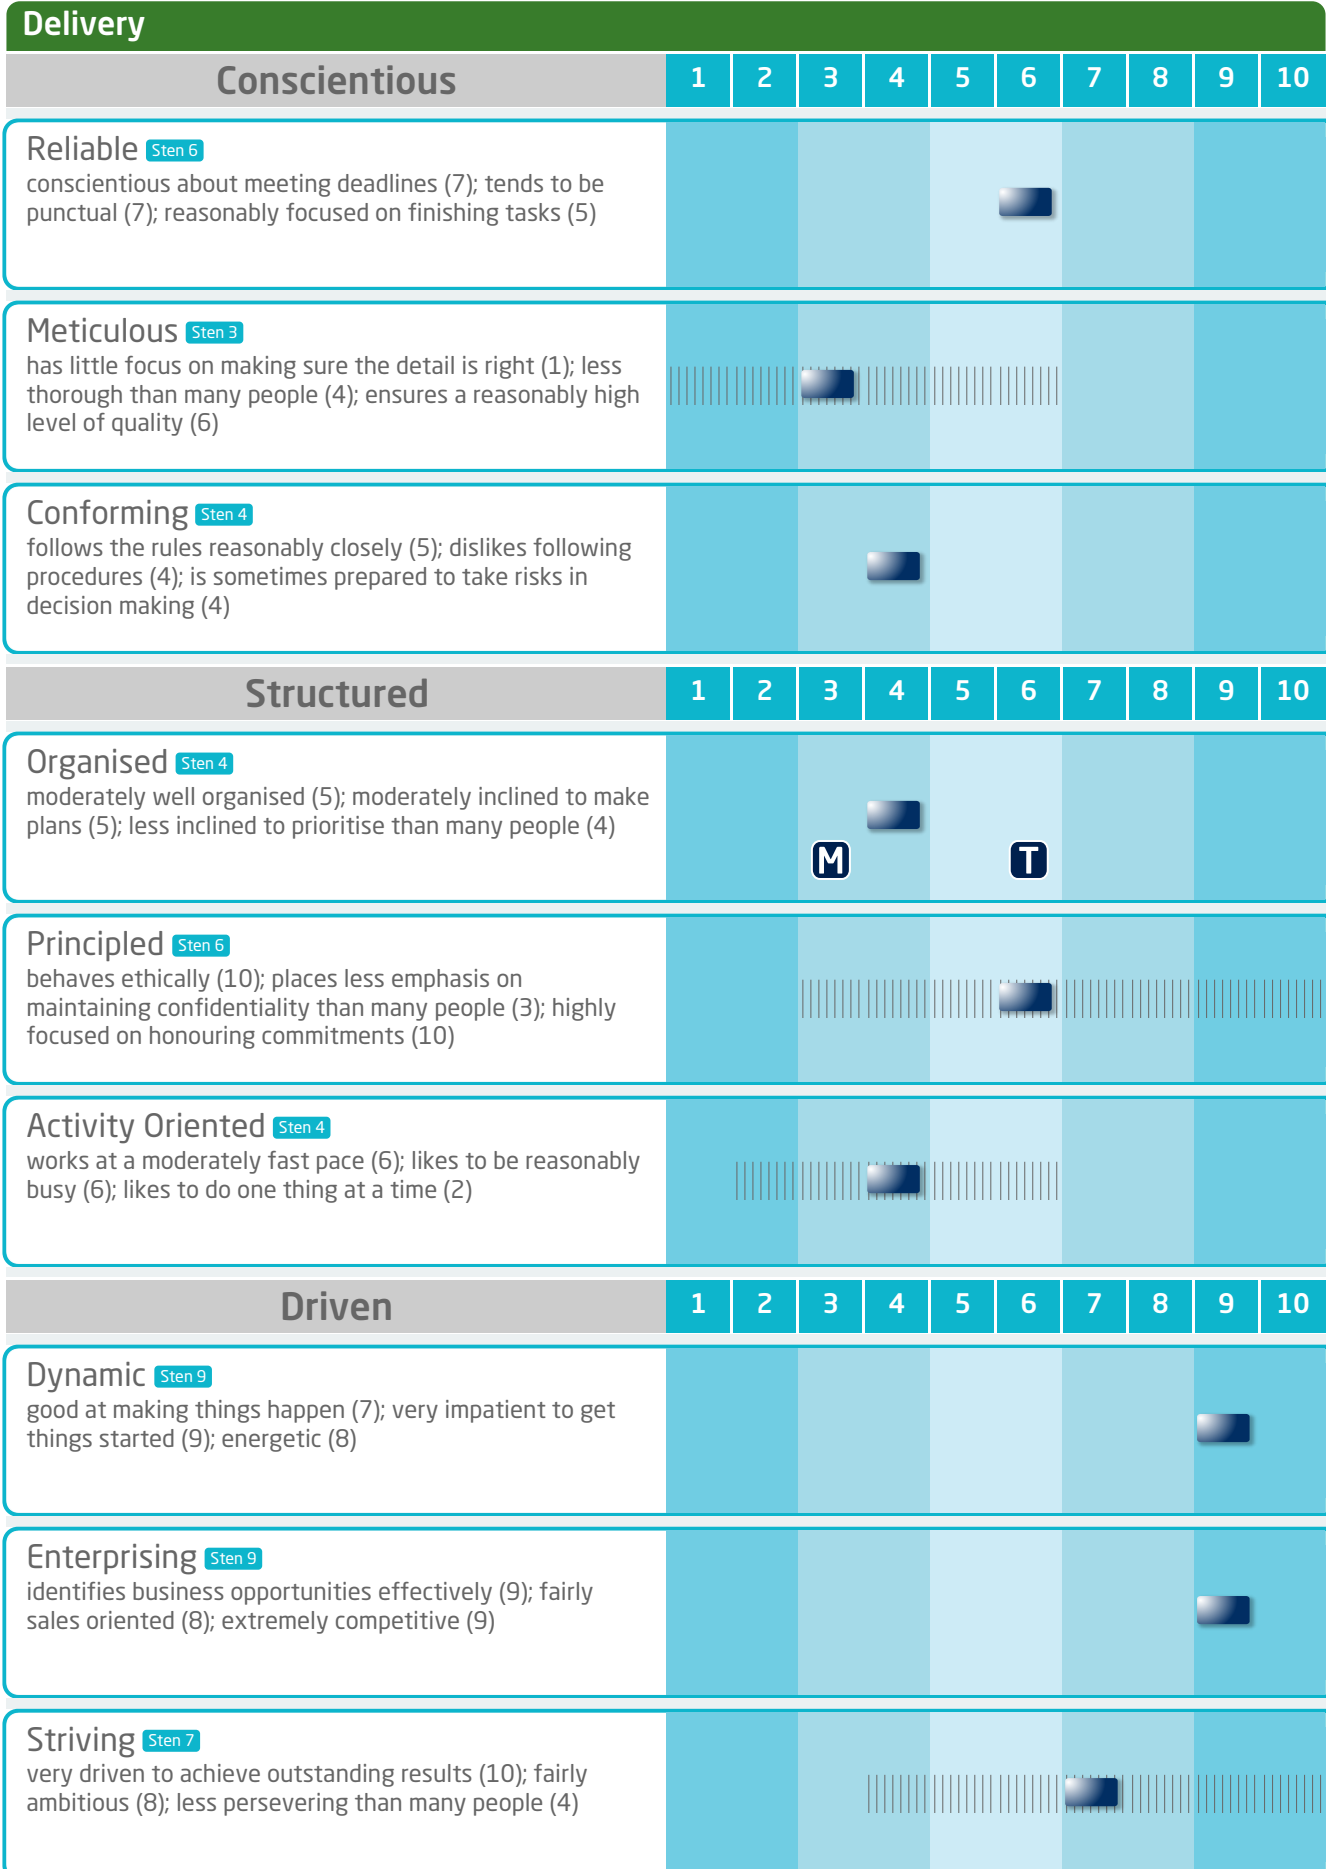 Delivery
Conscientious 1 2 3 4 5 6 7 8 9 10
Reliable Sten 6
conscientious about meeting deadlines (7); tends to be
punctual (7); reasonably focused on finishing tasks (5)
Meticulous Sten 3
has little focus on making sure the detail is right (1); less
thorough than many people (4); ensures a reasonably high
level of quality (6)
Conforming Sten 4
follows the rules reasonably closely (5); dislikes following
procedures (4); is sometimes prepared to take risks in
decision making (4)
Structured 1 2 3 4 5 6 7 8 9 10
Organised Sten 4
moderately well organised (5); moderately inclined to make
plans (5); less inclined to prioritise than many people (4)
M T
Principled Sten 6
behaves ethically (10); places less emphasis on
maintaining confidentiality than many people (3); highly
focused on honouring commitments (10)
Activity Oriented Sten 4
works at a moderately fast pace (6); likes to be reasonably
busy (6); likes to do one thing at a time (2)
Driven 1 2 3 4 5 6 7 8 9 10
Dynamic Sten 9
good at making things happen (7); very impatient to get
things started (9); energetic (8)
Enterprising Sten 9
identifies business opportunities effectively (9); fairly
sales oriented (8); extremely competitive (9)
Striving Sten 7
very driven to achieve outstanding results (10); fairly
ambitious (8); less persevering than many people (4)